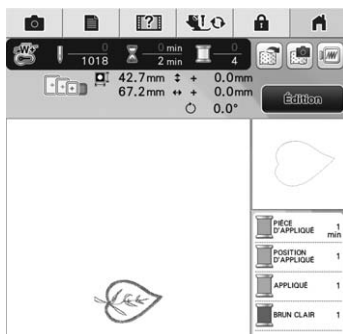 ?
W+
0
1018
0 min
2 min
0
4
42.7mm + 0.0mm
67.2mm + 0.0mm
0.0°
Édition
PIÈCE
D'APPLIQUÉ 1
min
POSITION
D'APPLIQUÉ 1
APPLIQUÉ 1
BRUN CLAIR 1